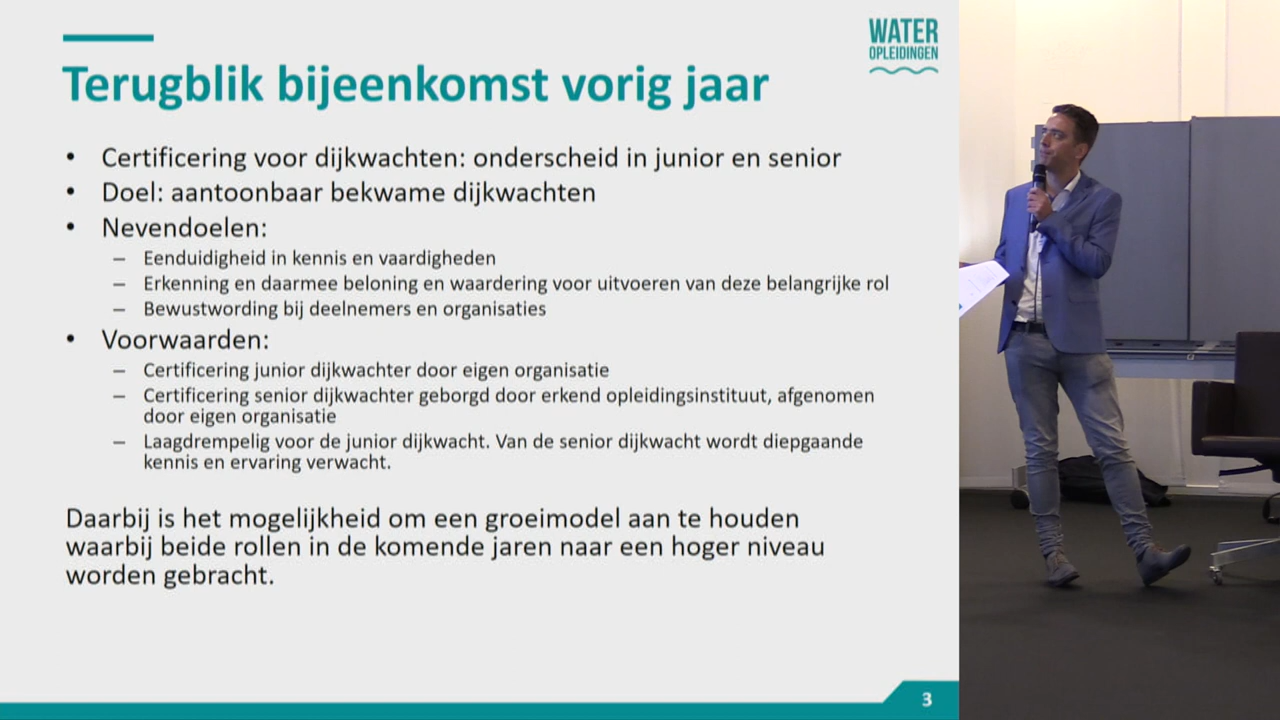 WATER
OPLEIDINGEN
Terugblik bijeenkomst vorig jaar
• Certificering voor dijkwachten: onderscheid in junior en senior
• Doel: aantoonbaar bekwame dijkwachten
• Nevendoelen:
– Eenduidigheid in kennis en vaardigheden
– Erkenning en daarmee beloning en waardering voor uitvoeren van deze belangrijke rol
– Bewustwording bij deelnemers en organisaties
• Voorwaarden:
– Certificering junior dijkwachter door eigen organisatie
– Certificering senior dijkwachter geborgd door erkend opleidingsinstituut, afgenomen
door eigen organisatie
– Laagdrempelig voor de junior dijkwacht. Van de senior dijkwacht wordt diepgaande
kennis en ervaring verwacht.
Daarbij is het mogelijkheid om een groeimodel aan te houden
waarbij beide rollen in de komende jaren naar een hoger niveau
worden gebracht.
3